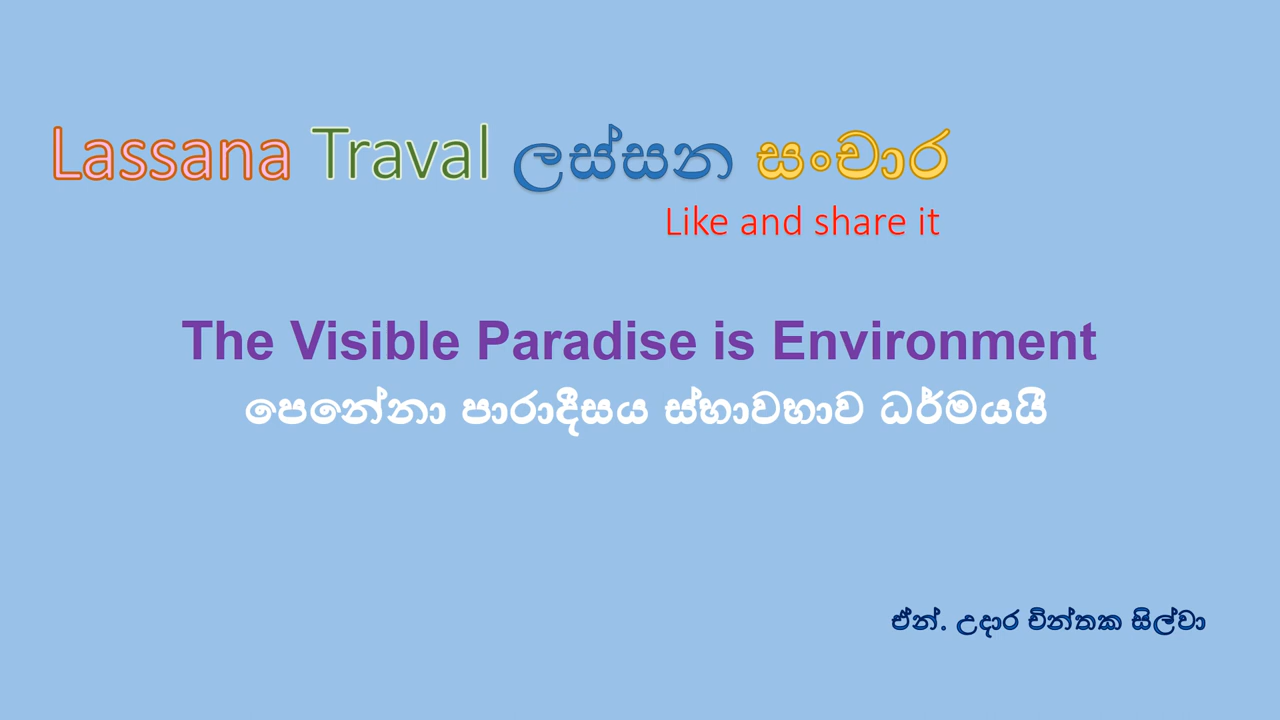 Lassana Traval ලස්සන සංචාර
Like and share it
The Visible Paradise is Environment
පෙනේනා පාරාදීසය ස්භාවභාව ධර්මයයී
ඒන්. උදාර චින්තක සිල්වා